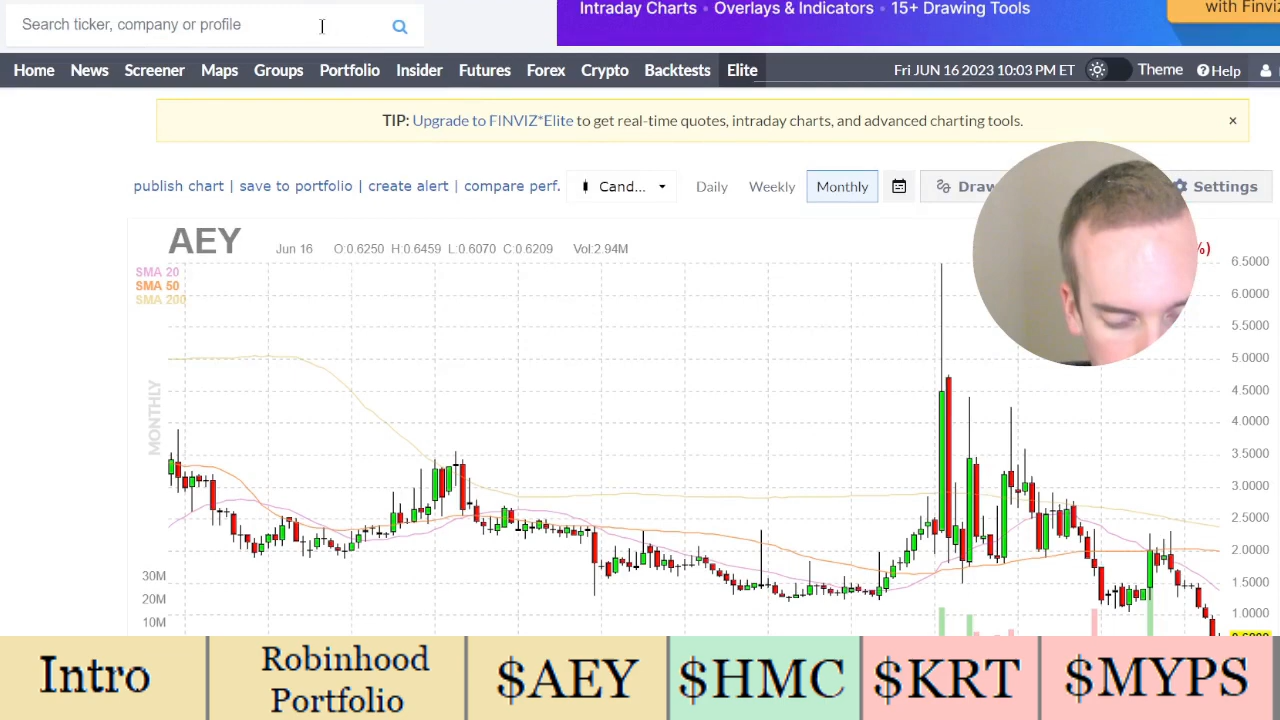 Search ticker, company or profile
Intraday Charts • Overlays & Indicators • 15+ Drawing Tools
with Finviz
Home News Screener Maps Groups Portfolio Insider Futures Forex Crypto Backtests Elite
Fri JUN 16 2023 10:03 PM ET Theme Help
TIP: Upgrade to FINVIZ*Elite to get real-time quotes, intraday charts, and advanced charting tools. ×
publish chart | save to portfolio | create alert | compare perf.
Cand... Daily Weekly Monthly Draw Settings
AEY Jun 16 O:0.6250 H:0.6459 L:0.6070 C:0.6209 Vol:2.94M %)
SMA 20
SMA 50
SMA 200
MONTHLY
6.5000
6.0000
5.5000
5.0000
4.5000
4.0000
3.5000
3.0000
2.5000
2.0000
1.5000
1.0000
30M
20M
10M
Intro
Robinhood
Portfolio
$AEY
$HMC
$KRT
$MYPS